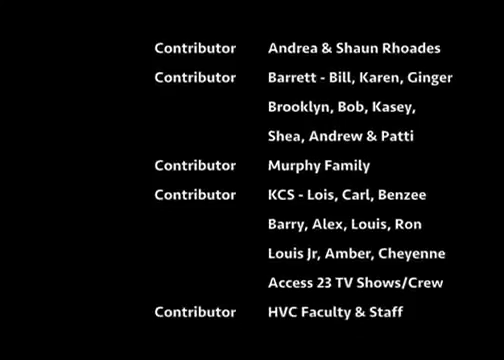 Contributor Andrea & Shaun Rhoades
Contributor Barrett - Bill, Karen, Ginger
Brooklyn, Bob, Kasey,
Shea, Andrew & Patti
Contributor Murphy Family
Contributor KCS - Lois, Carl, Benzee
Barry, Alex, Louis, Ron
Louis Jr, Amber, Cheyenne
Access 23 TV Shows/Crew
Contributor HVC Faculty & Staff